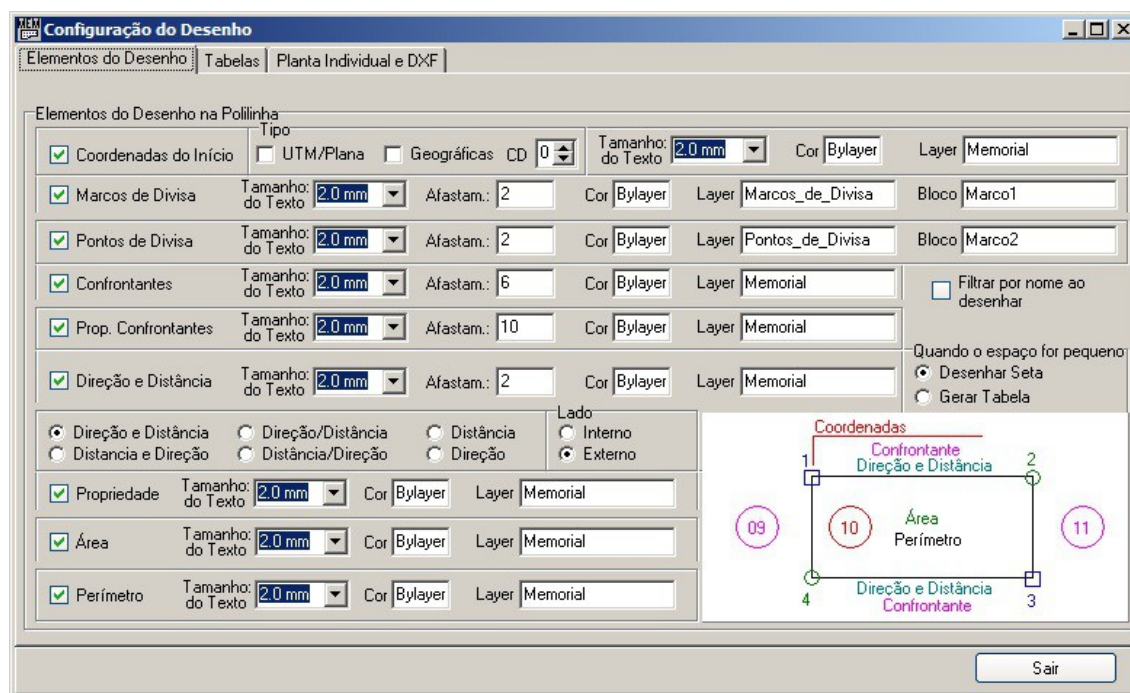 Configuração do Desenho
Elementos do Desenho Tabelas Planta Individual e DXF
Elementos do Desenho na Polilinha
Tipo
Coordenadas do Início UTM/Plana Geográficas CD 0 Tamanho: do Texto 2.0 mm Cor Bylayer Layer Memorial
Marcos de Divisa Tamanho: do Texto 2.0 mm Afastam.: 2 Cor Bylayer Layer Marcos_de_Divisa Bloco Marco1
Pontos de Divisa Tamanho: do Texto 2.0 mm Afastam.: 2 Cor Bylayer Layer Pontos_de_Divisa Bloco Marco2
Confrontantes Tamanho: do Texto 2.0 mm Afastam.: 6 Cor Bylayer Layer Memorial
Filtrar por nome ao
desenhar
Prop. Confrontantes Tamanho: do Texto 2.0 mm Afastam.: 10 Cor Bylayer Layer Memorial
Direção e Distância Tamanho: do Texto 2.0 mm Afastam.: 2 Cor Bylayer Layer Memorial
Quando o espaço for pequeno
Desenhar Seta
Gerar Tabela
Direção e Distância Direção/Distância Distância
Distancia e Direção Distância/Direção Direção
Lado
Interno
Externo
Propriedade Tamanho: do Texto 2.0 mm Cor Bylayer Layer Memorial
Área Tamanho: do Texto 2.0 mm Cor Bylayer Layer Memorial
Perímetro Tamanho: do Texto 2.0 mm Cor Bylayer Layer Memorial
Coordenadas
Confrontante
1 Direção e Distância 2
09 10 Área 11
Perímetro
4 Direção e Distância 3
Confrontante
Sair